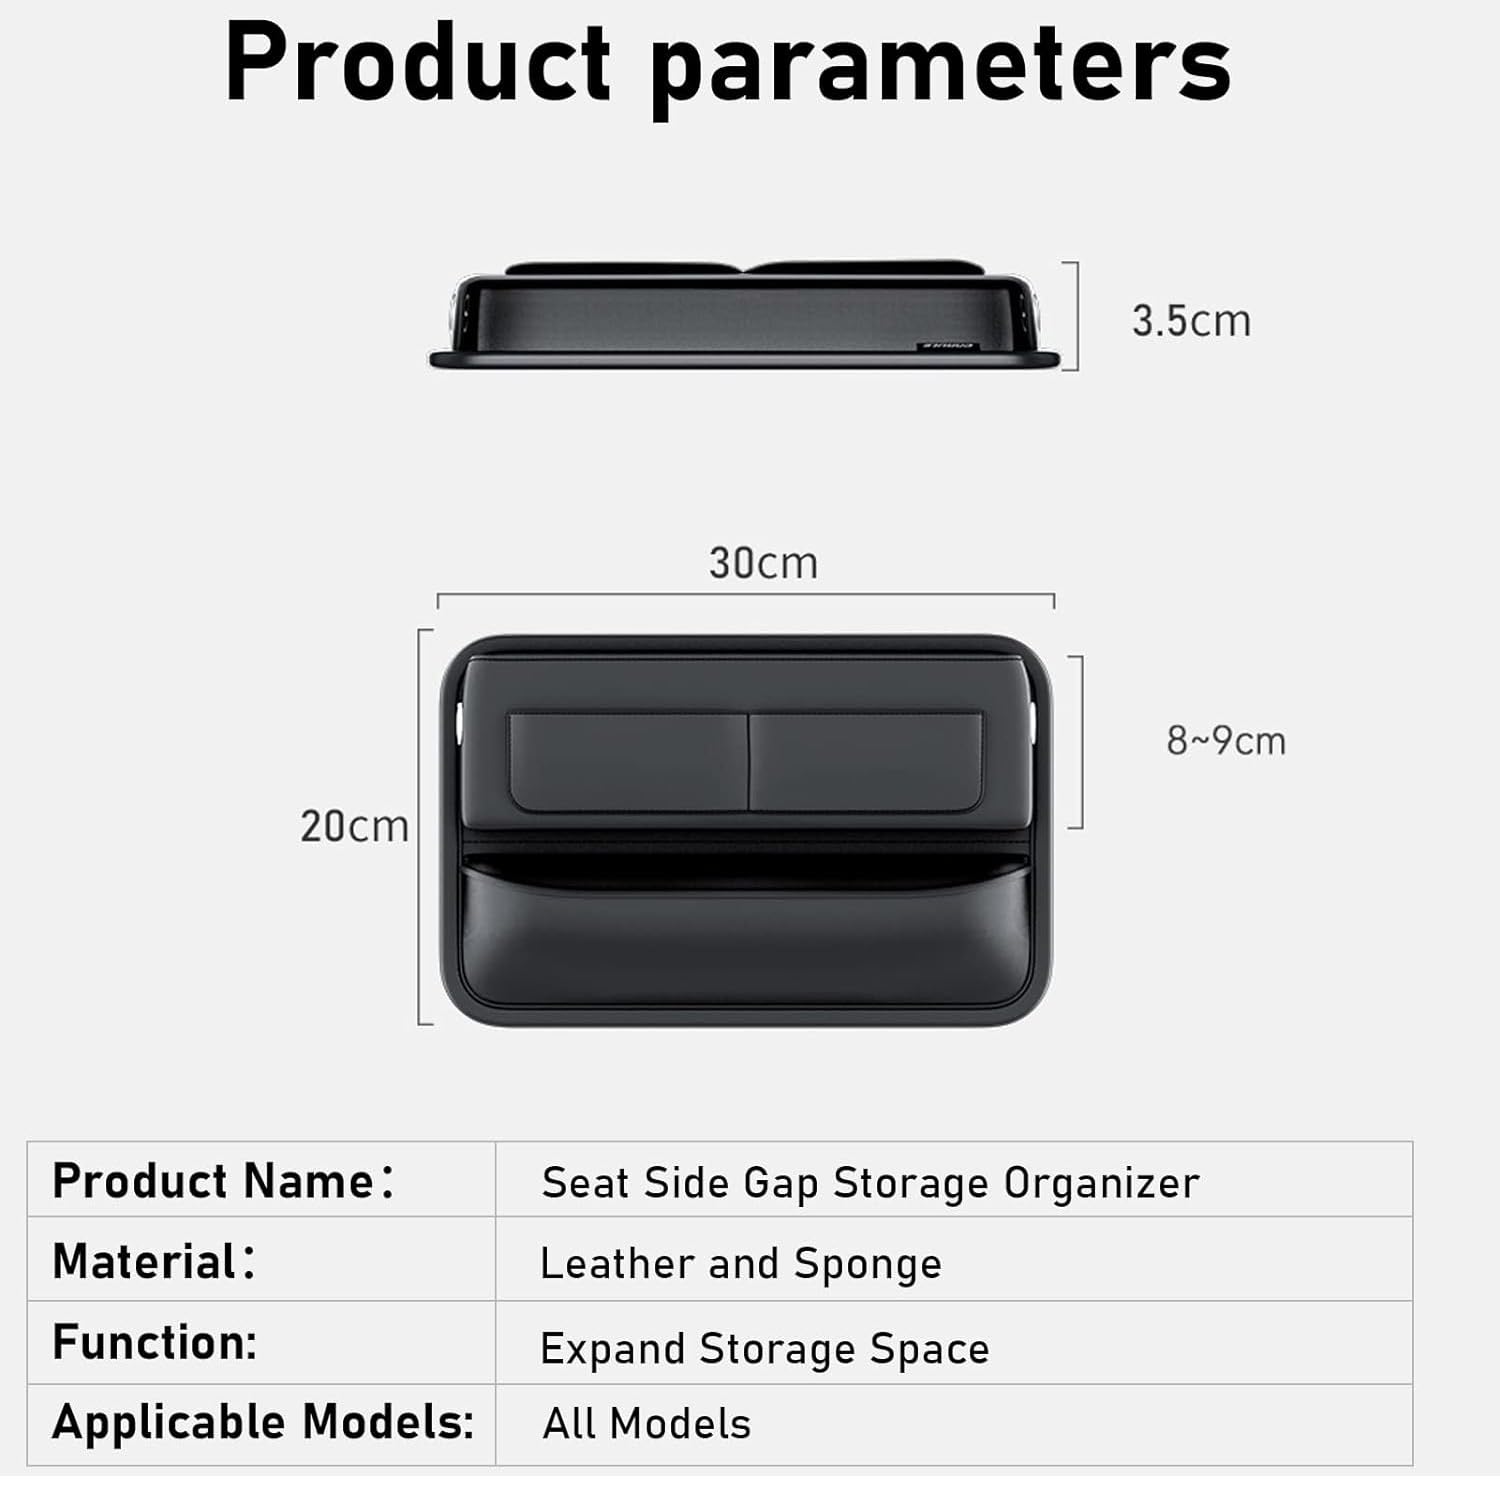 Product parameters
3.5cm
30cm
8~9cm
20cm
Product Name: Seat Side Gap Storage Organizer
Material: Leather and Sponge
Function: Expand Storage Space
Applicable Models: All Models